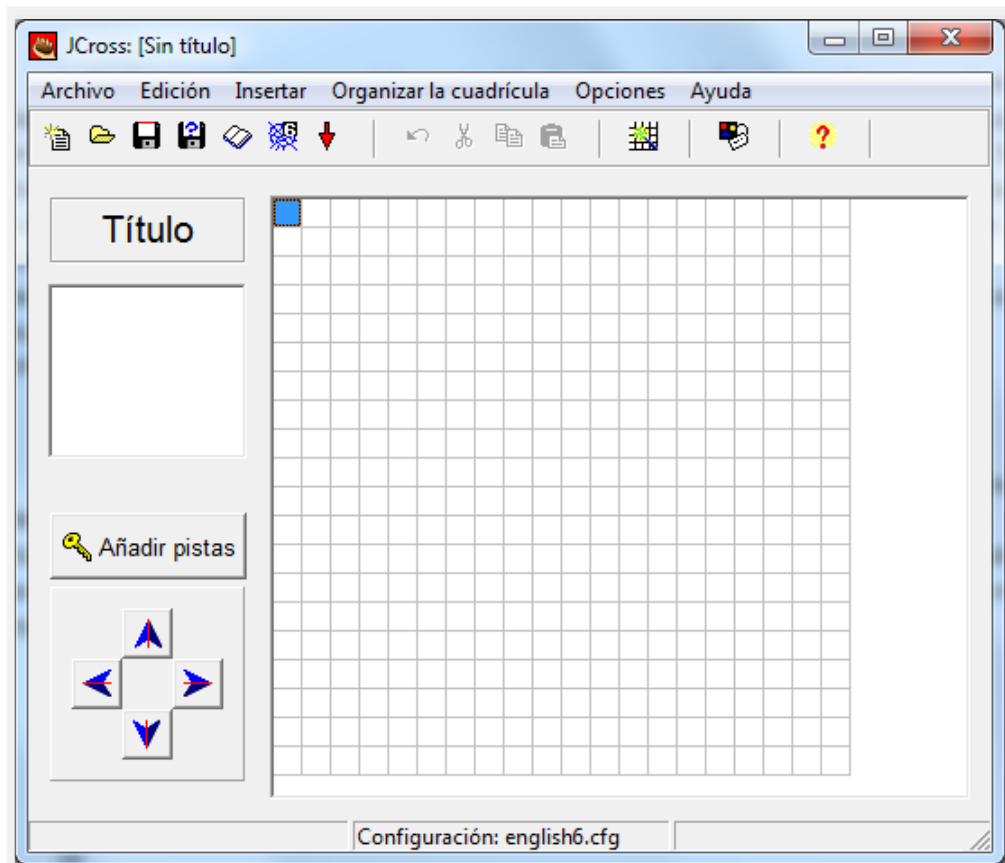 JCross: [Sin título]
Archivo Edición Insertar Organizar la cuadrícula Opciones Ayuda
Título
Añadir pistas
Configuración: english6.cfg